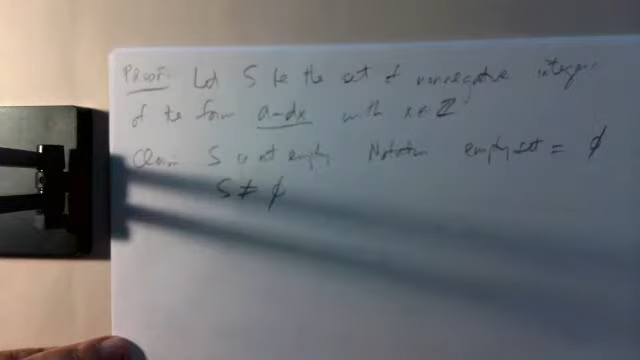 Proof: Let S be the set of nonnegative integers
of the form a-dx with x ∈ ℤ
Claim S is not empty Notation empty set = ∅
S ≠ ∅